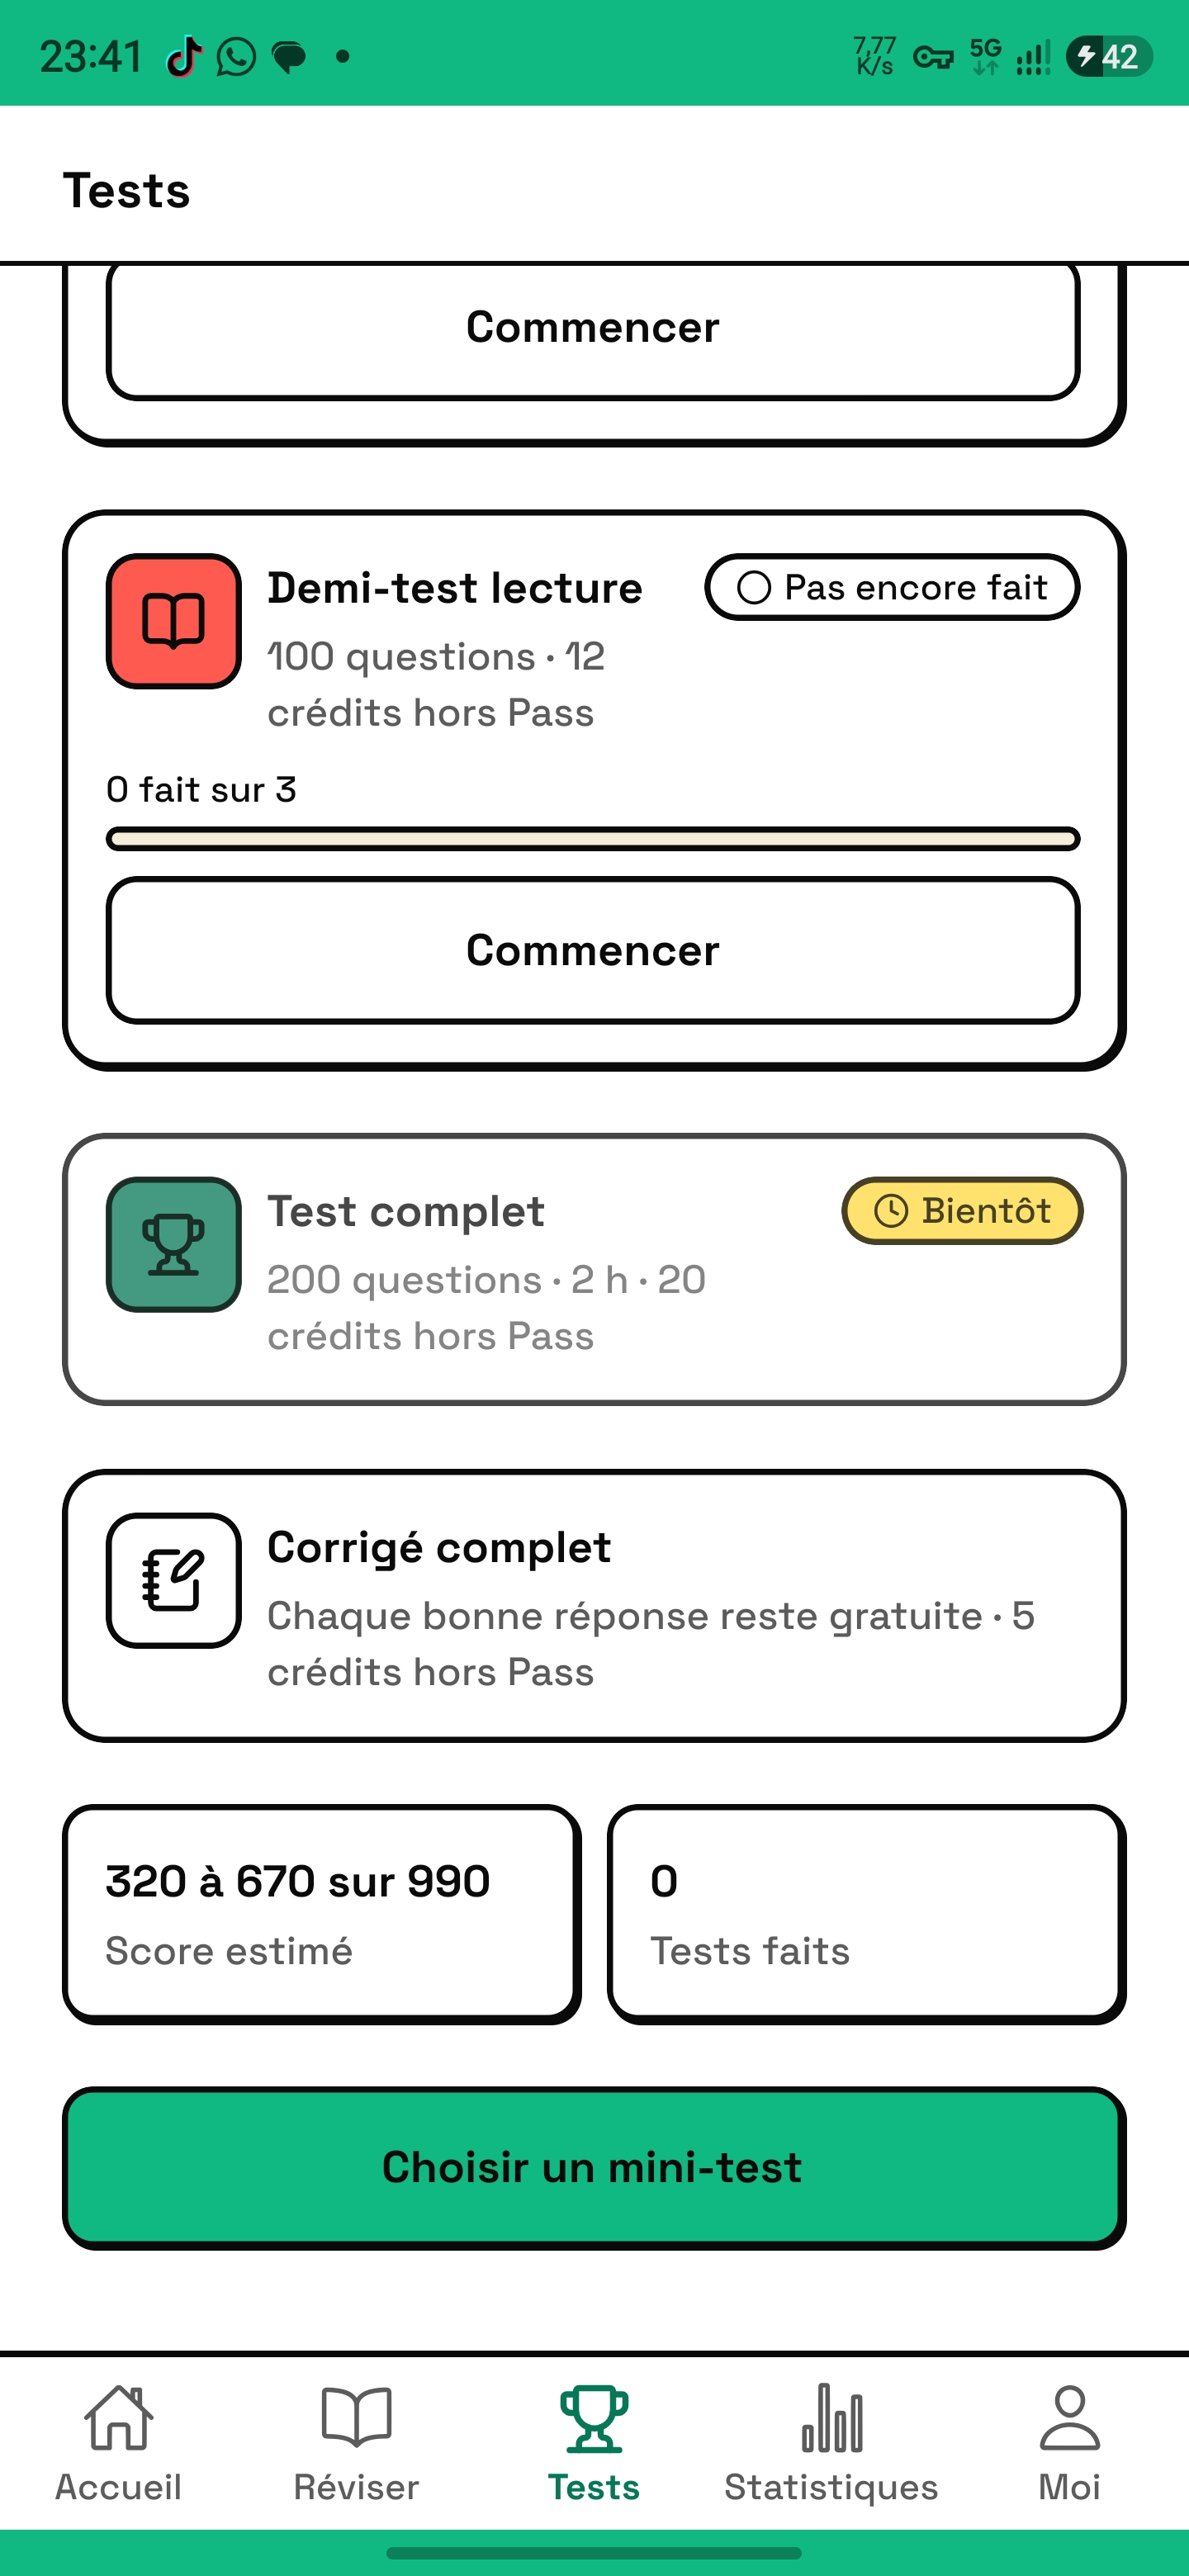 23:41
7,77 K/s
5G
42
Tests
Commencer
Demi-test lecture
Pas encore fait
100 questions · 12
crédits hors Pass
0 fait sur 3
Commencer
Test complet
Bientôt
200 questions · 2 h · 20
crédits hors Pass
Corrigé complet
Chaque bonne réponse reste gratuite · 5
crédits hors Pass
320 à 670 sur 990
Score estimé
0
Tests faits
Choisir un mini-test
Accueil
Réviser
Tests
Statistiques
Moi